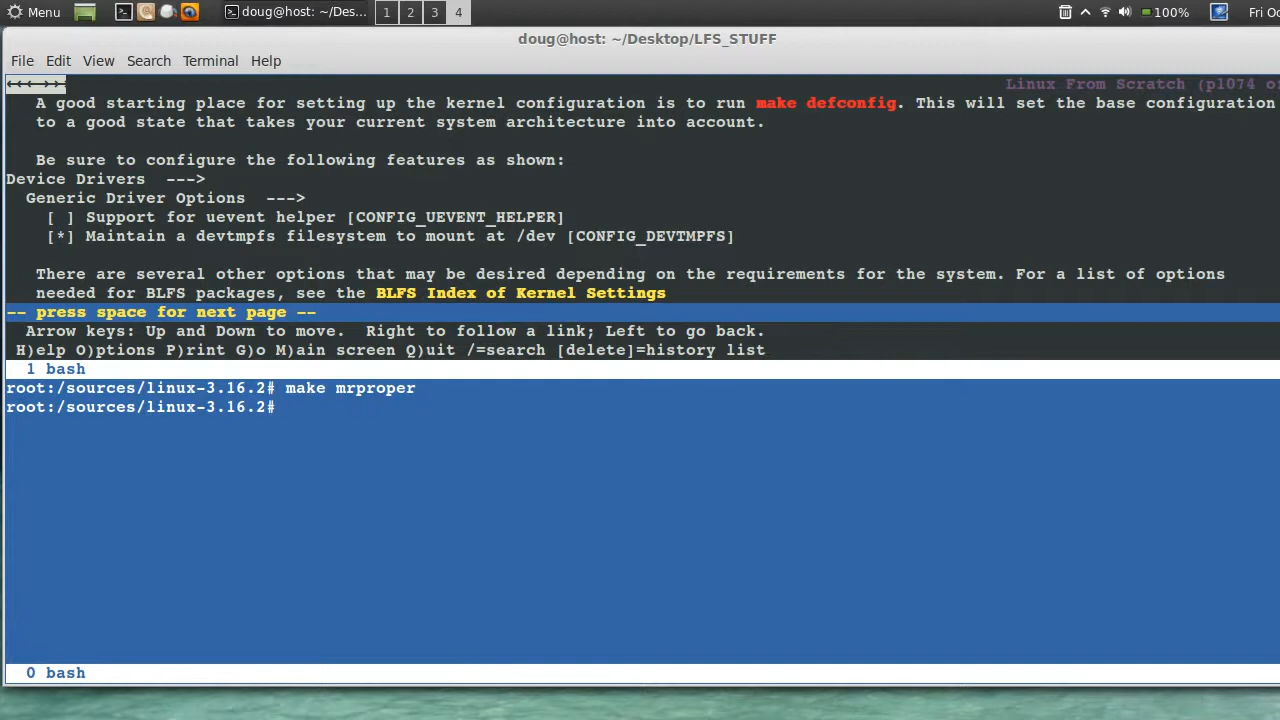 Menu
doug@host: ~/Des...
1 2 3 4
100%
Fri Oc
doug@host: ~/Desktop/LFS_STUFF
File Edit View Search Terminal Help
Linux From Scratch (p1074 of
A good starting place for setting up the kernel configuration is to run make defconfig. This will set the base configuration
to a good state that takes your current system architecture into account.
Be sure to configure the following features as shown:
Device Drivers --->
Generic Driver Options --->
[ ] Support for uevent helper [CONFIG_UEVENT_HELPER]
[*] Maintain a devtmpfs filesystem to mount at /dev [CONFIG_DEVTMPFS]
There are several other options that may be desired depending on the requirements for the system. For a list of options
needed for BLFS packages, see the BLFS Index of Kernel Settings
-- press space for next page --
Arrow keys: Up and Down to move. Right to follow a link; Left to go back.
H)elp O)ptions P)rint G)o M)ain screen Q)uit /=search [delete]=history list
1 bash
root:/sources/linux-3.16.2# make mrproper
root:/sources/linux-3.16.2#
0 bash